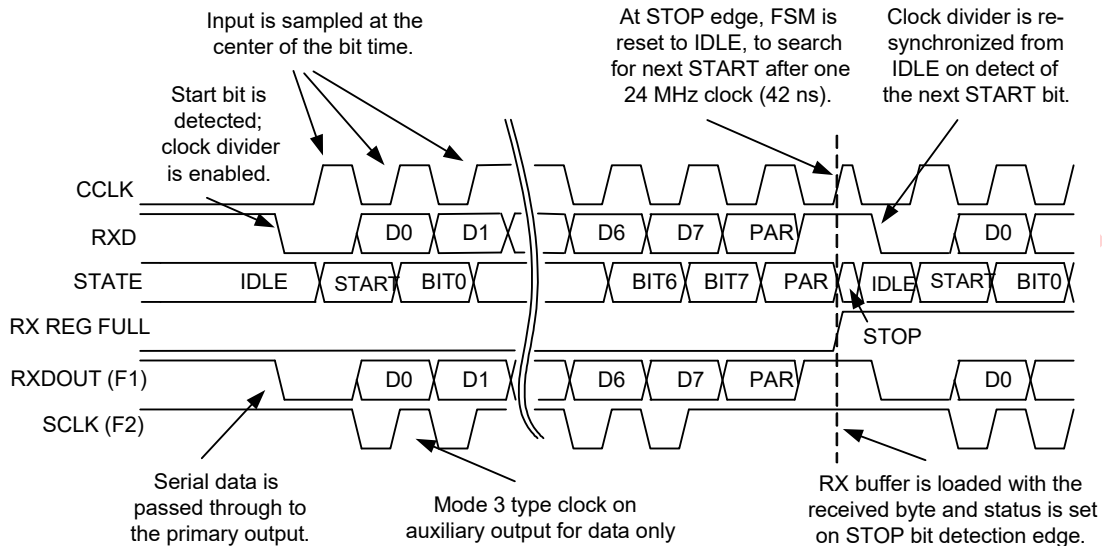 Input is sampled at the
center of the bit time.
At STOP edge, FSM is
reset to IDLE, to search
for next START after one
24 MHz clock (42 ns).
Clock divider is re-
synchronized from
IDLE on detect of
the next START bit.
Start bit is
detected;
clock divider
is enabled.
CCLK
RXD D0 D1 D6 D7 PAR D0
STATE IDLE START BIT0 BIT6 BIT7 PAR IDLE START BIT0
RX REG FULL STOP
RXDOUT (F1) D0 D1 D6 D7 PAR D0
SCLK (F2)
Serial data is
passed through to
the primary output.
Mode 3 type clock on
auxiliary output for data only
RX buffer is loaded with the
received byte and status is set
on STOP bit detection edge.